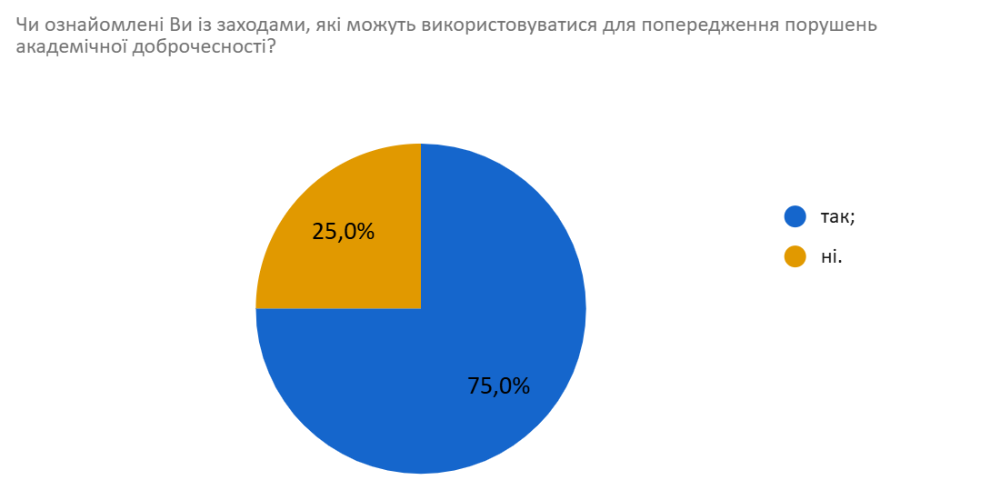 Чи ознайомлені Ви із заходами, які можуть використовуватися для попередження порушень
академічної доброчесності?
25,0%
75,0%
так;
ні.